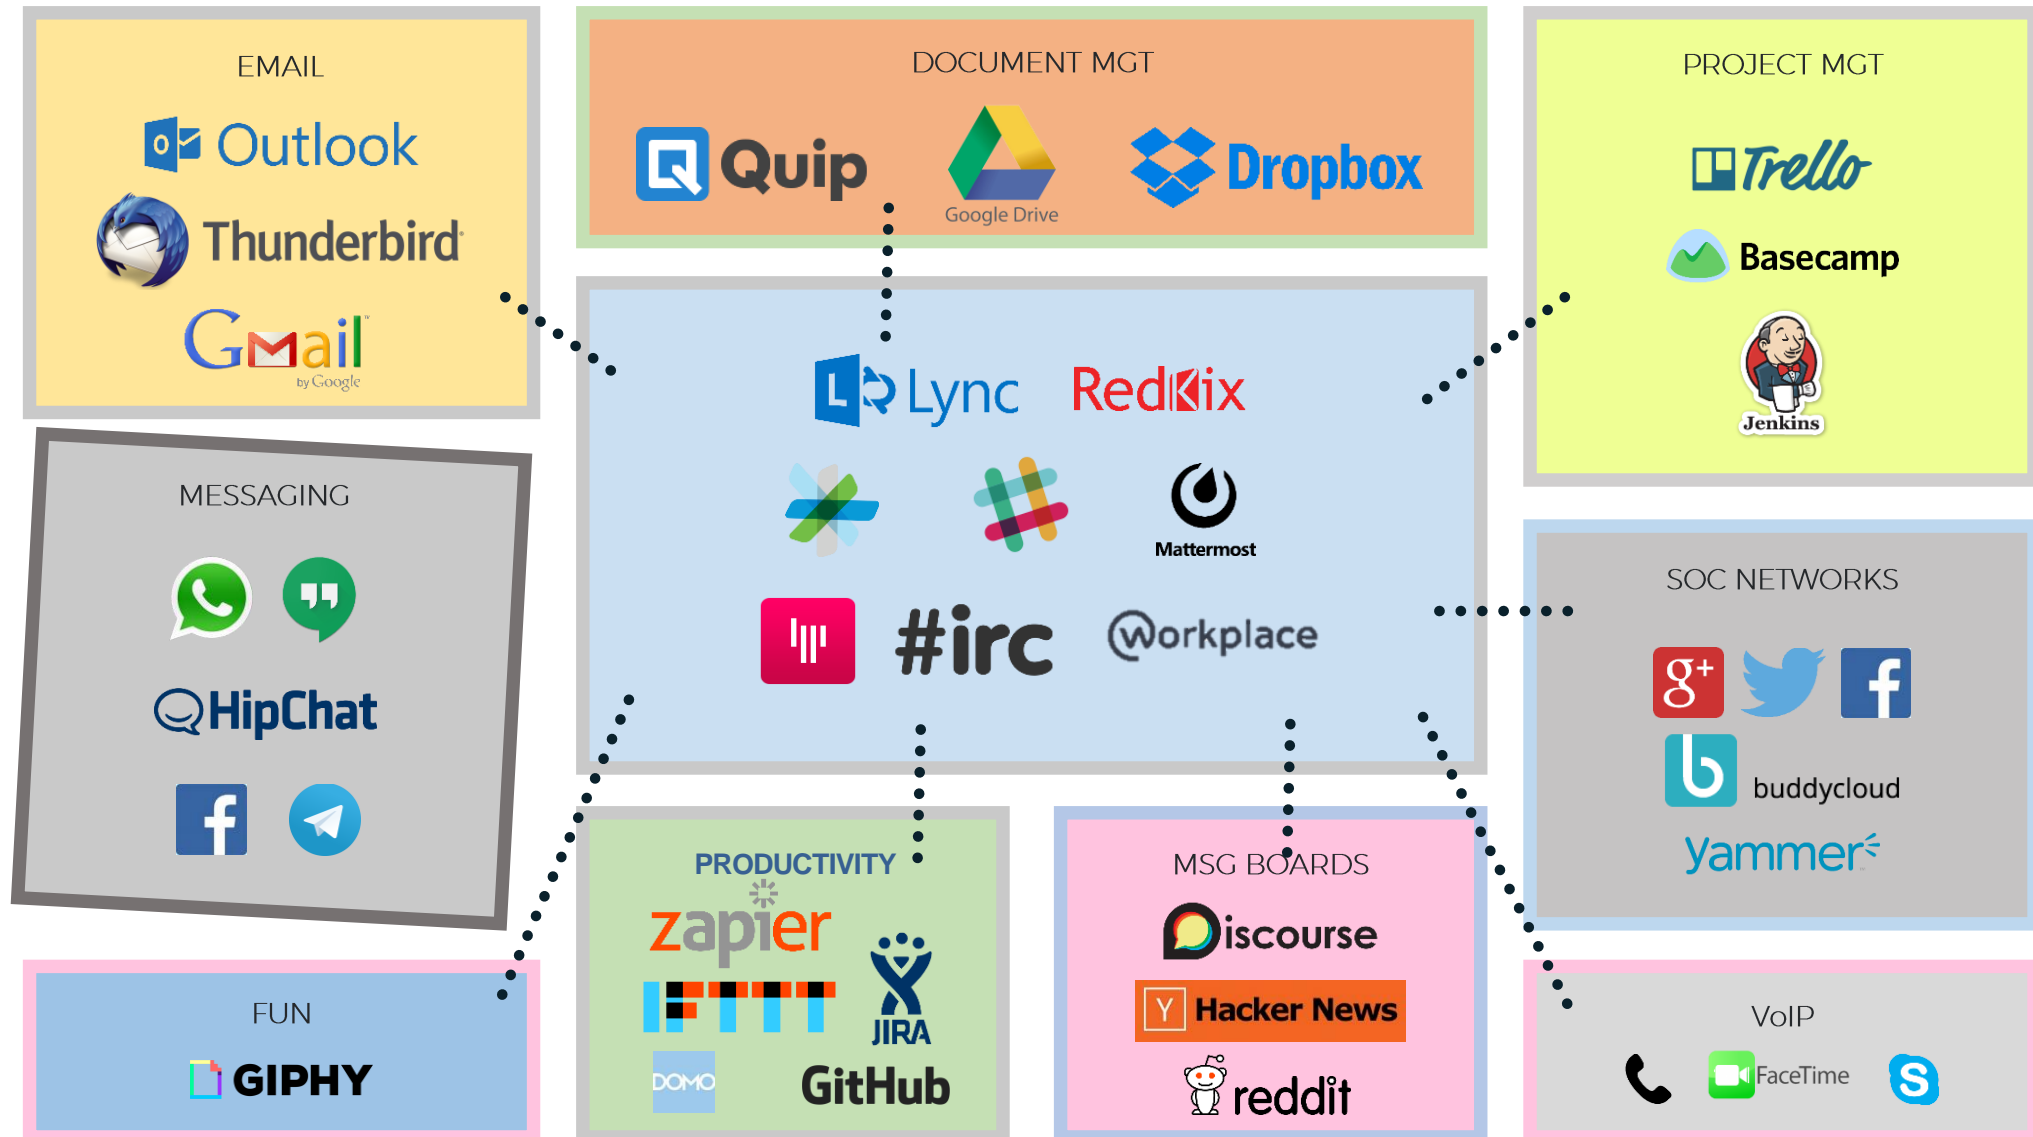 EMAIL
Outlook
Thunderbird
Gmail
by Google
DOCUMENT MGT
Quip
Google Drive
Dropbox
PROJECT MGT
Trello
Basecamp
Jenkins
Lync
RedKix
Mattermost
#irc
Workplace
MESSAGING
HipChat
SOC NETWORKS
g+
buddycloud
yammer
FUN
GIPHY
PRODUCTIVITY
zapier
IFTTT
JIRA
DOMO
GitHub
MSG BOARDS
Discourse
Y Hacker News
reddit
VoIP
FaceTime